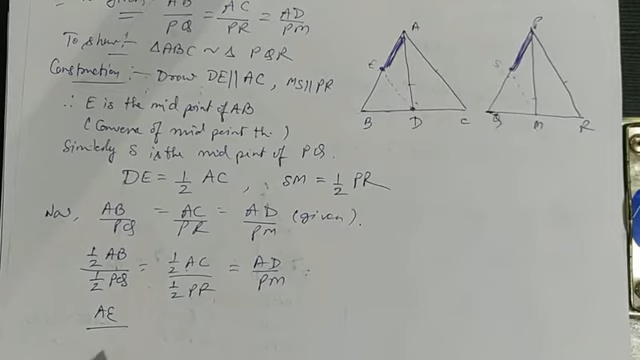 AB/PQ = AC/PR = AD/PM
To show:- ΔABC ~ Δ PQR
Construction:- Draw DE||AC, MS||PR
∴ E is the mid point of AB
(Converse of mid point th.)
Similarly S is the mid point of PQ.
DE = 1/2 AC, SM = 1/2 PR
Now, AB/PQ = AC/PR = AD/PM (given).
1/2 AB / 1/2 PQ = 1/2 AC / 1/2 PR = AD/PM
AE
A
E
B D C
P
S
Q M R